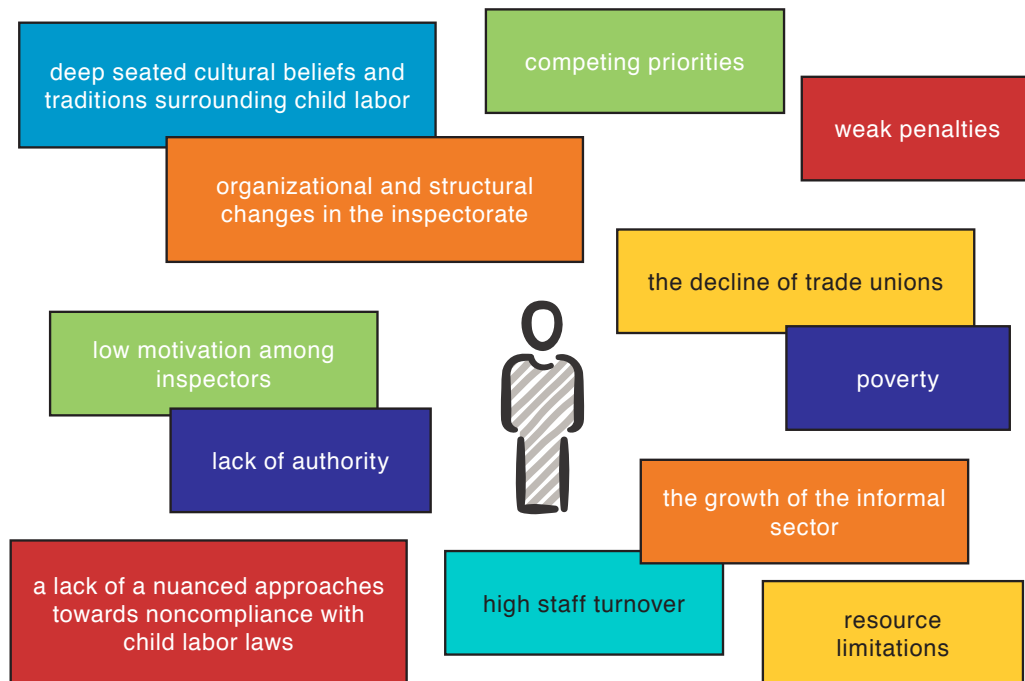 deep seated cultural beliefs and
traditions surrounding child labor
competing priorities
weak penalties
organizational and structural
changes in the inspectorate
the decline of trade unions
low motivation among
inspectors
poverty
lack of authority
the growth of the informal
sector
a lack of a nuanced approaches
towards noncompliance with
child labor laws
high staff turnover
resource
limitations